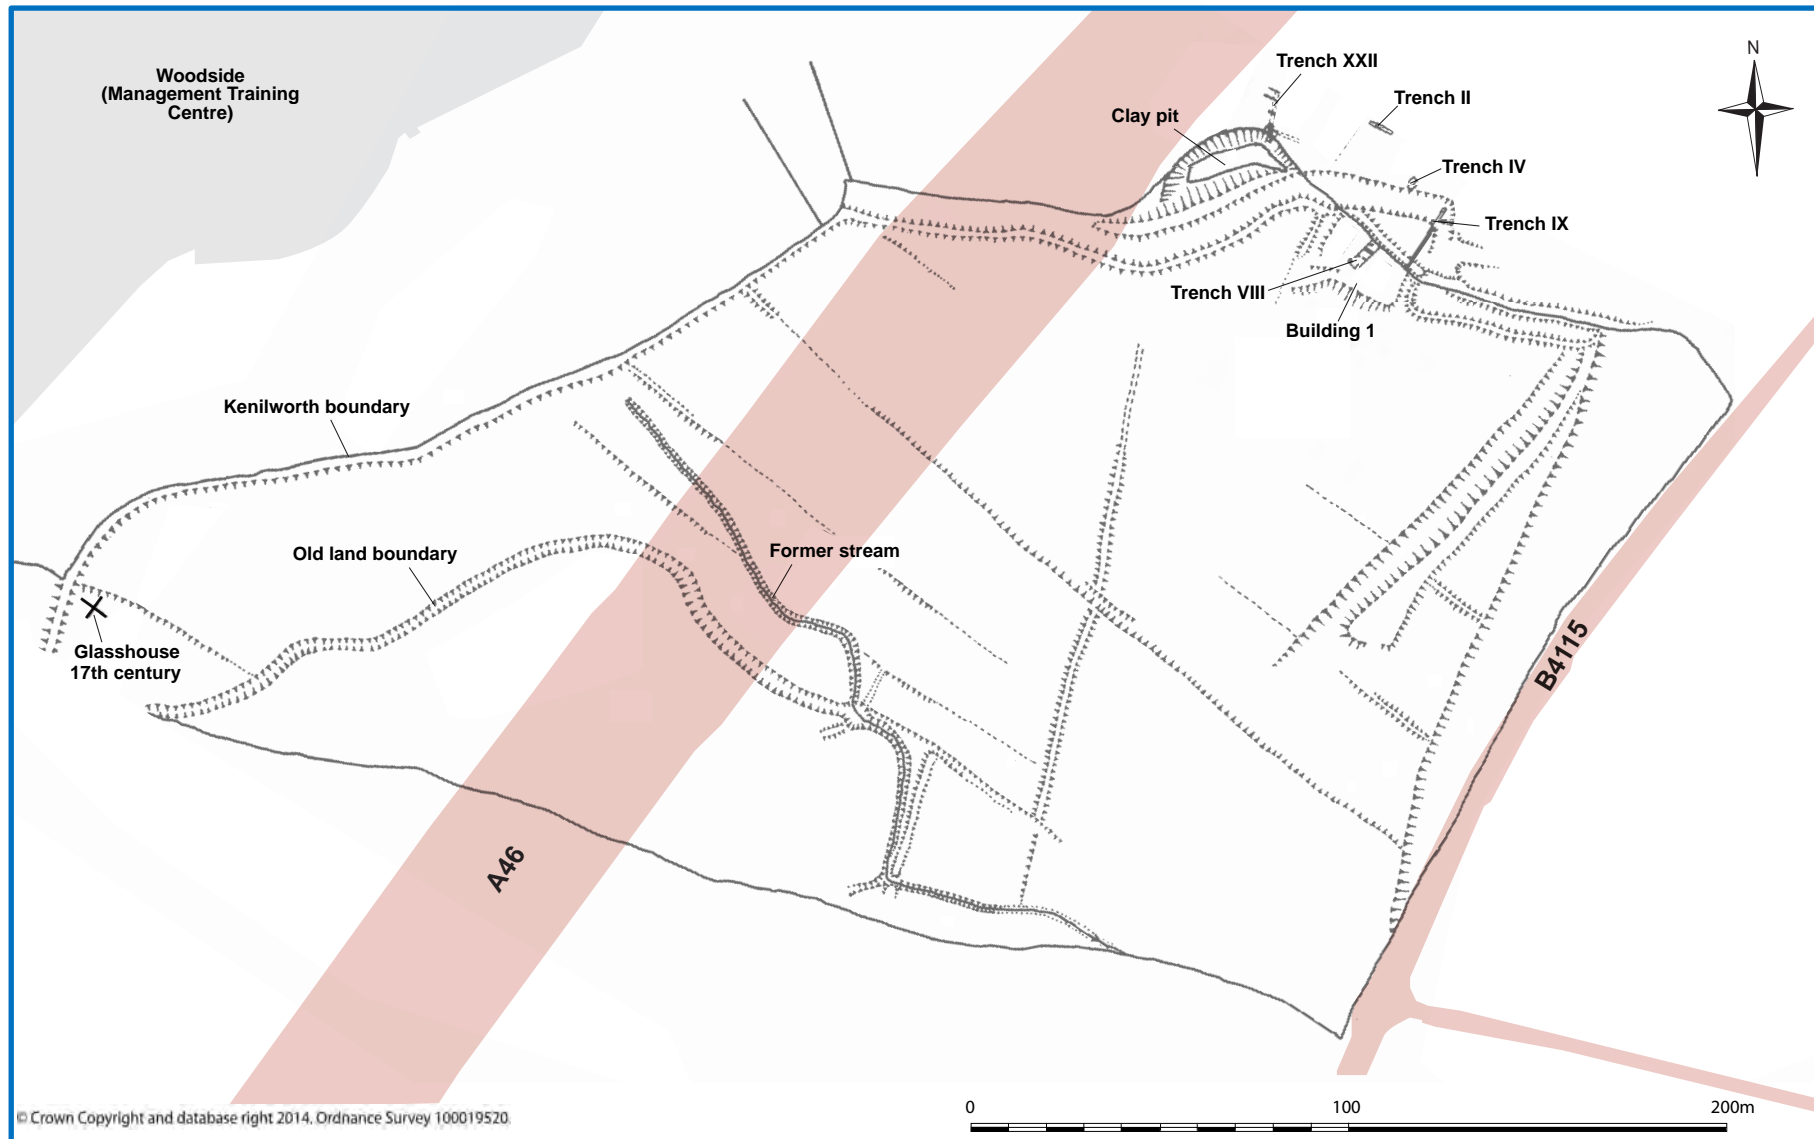 Woodside
(Management Training
Centre)
N
Trench XXII
Trench II
Clay pit
Trench IV
Trench IX
Trench VIII
Building 1
Kenilworth boundary
Old land boundary
Former stream
Glasshouse
17th century
B4115
A46
© Crown Copyright and database right 2014. Ordnance Survey 100019520.
0 100 200m